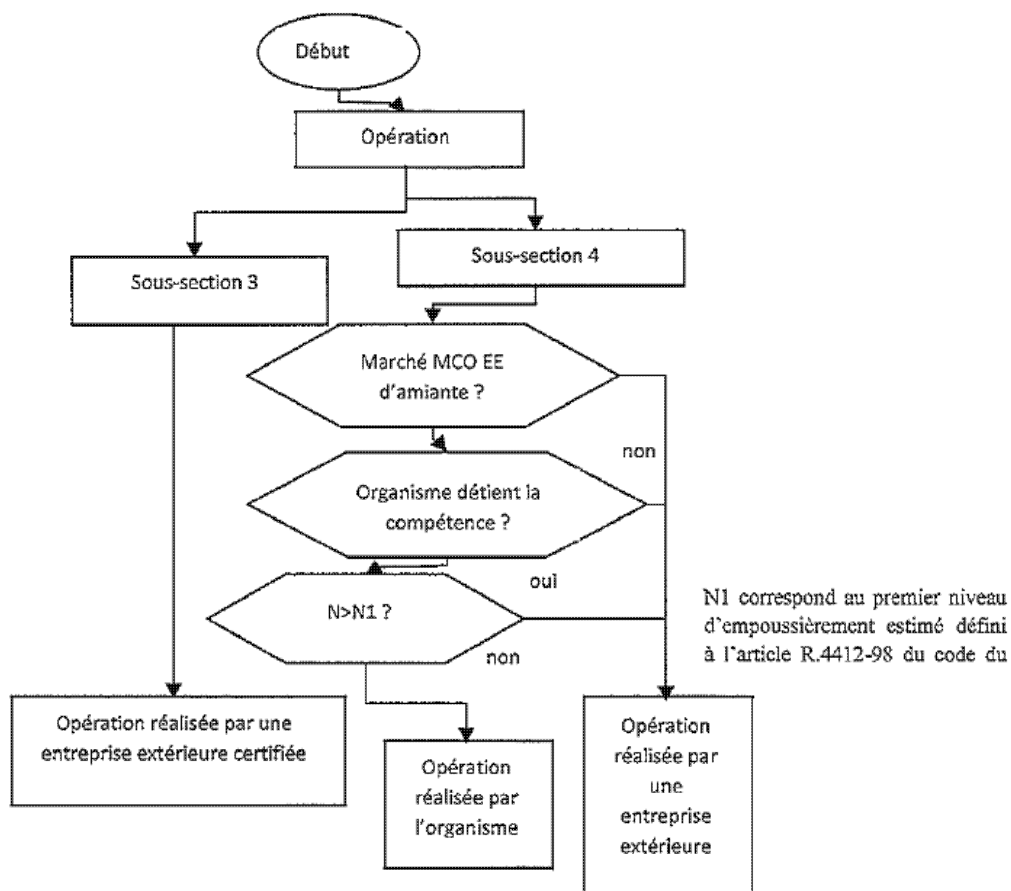 Début
Opération
Sous-section 3
Sous-section 4
Marché MCO EE
d'amiante ?
non
Organisme détient la
compétence ?
oui
N>N1 ?
non
N1 correspond au premier niveau
d'empoussièrement estimé défini
à l'article R.4412-98 du code du
Opération réalisée par une
entreprise extérieure certifiée
Opération
réalisée par
l'organisme
Opération
réalisée par
une
entreprise
extérieure